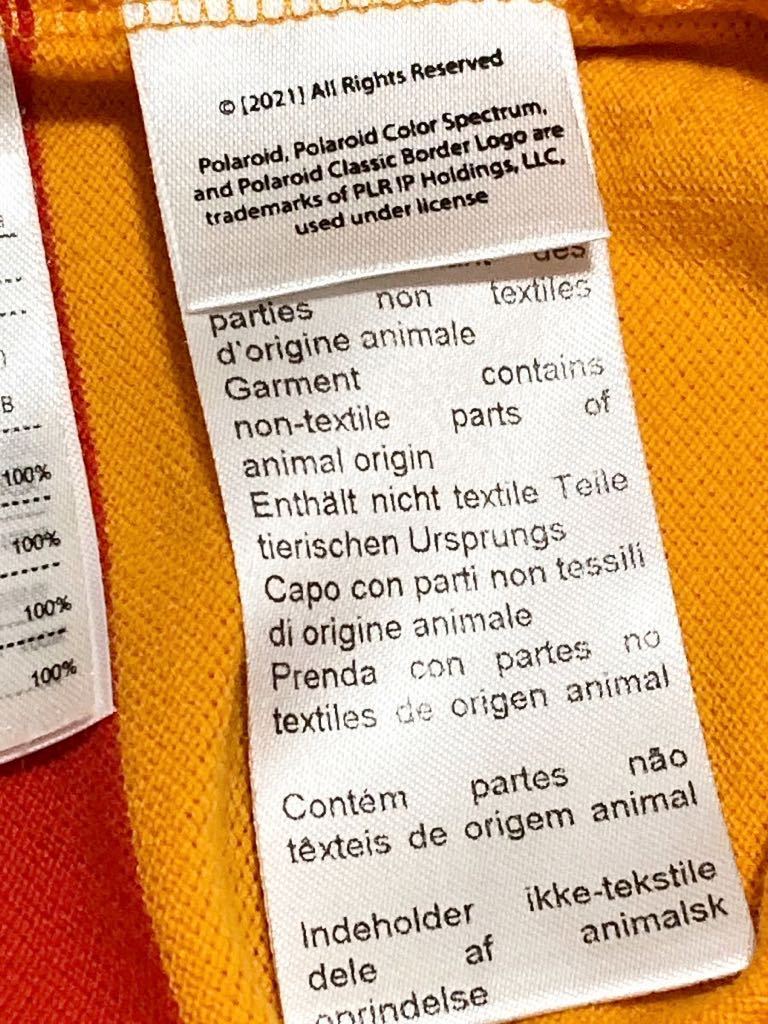 © [2021] All Rights Reserved
Polaroid, Polaroid Color Spectrum,
and Polaroid Classic Border Logo are
trademarks of PLR IP Holdings, LLC,
used under license
des
parties non textiles
d'origine animale
Garment contains
non-textile parts of
animal origin
Enthält nicht textile Teile
tierischen Ursprungs
Capo con parti non tessili
di origine animale
Prenda con partes no
textiles de origen animal
Contém partes não
têxteis de origem animal
Indeholder ikke-tekstile
dele af animalsk
oprindelse
B
100%
100%
100%
100%